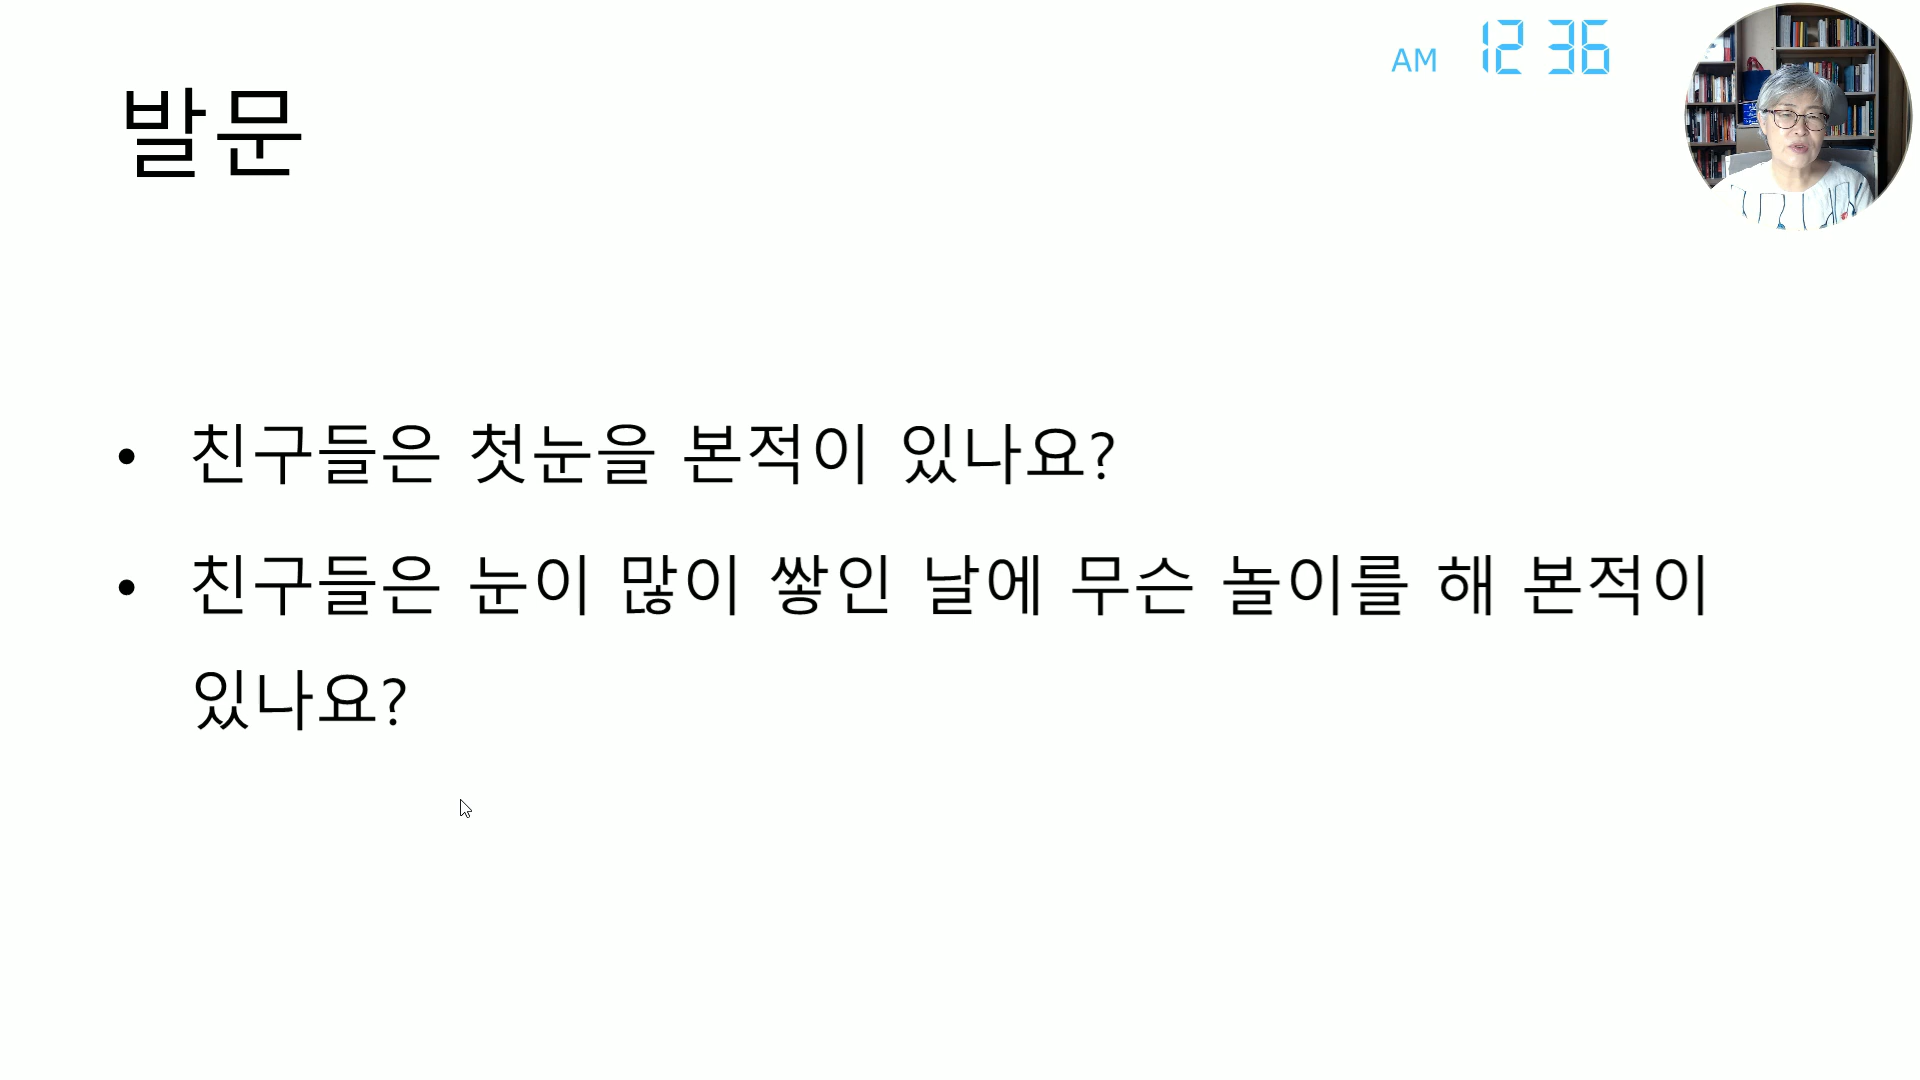 AM 12 36
발문
• 친구들은 첫눈을 본적이 있나요?
• 친구들은 눈이 많이 쌓인 날에 무슨 놀이를 해 본적이
있나요?